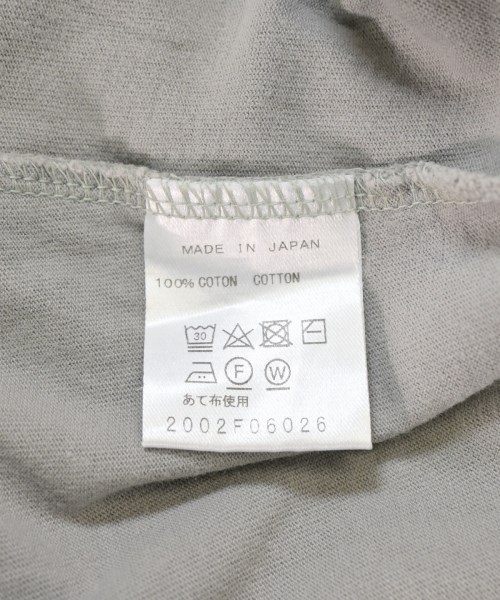 MADE IN JAPAN
100% COTON COTTON
30
F W
あて布使用
2002F06026